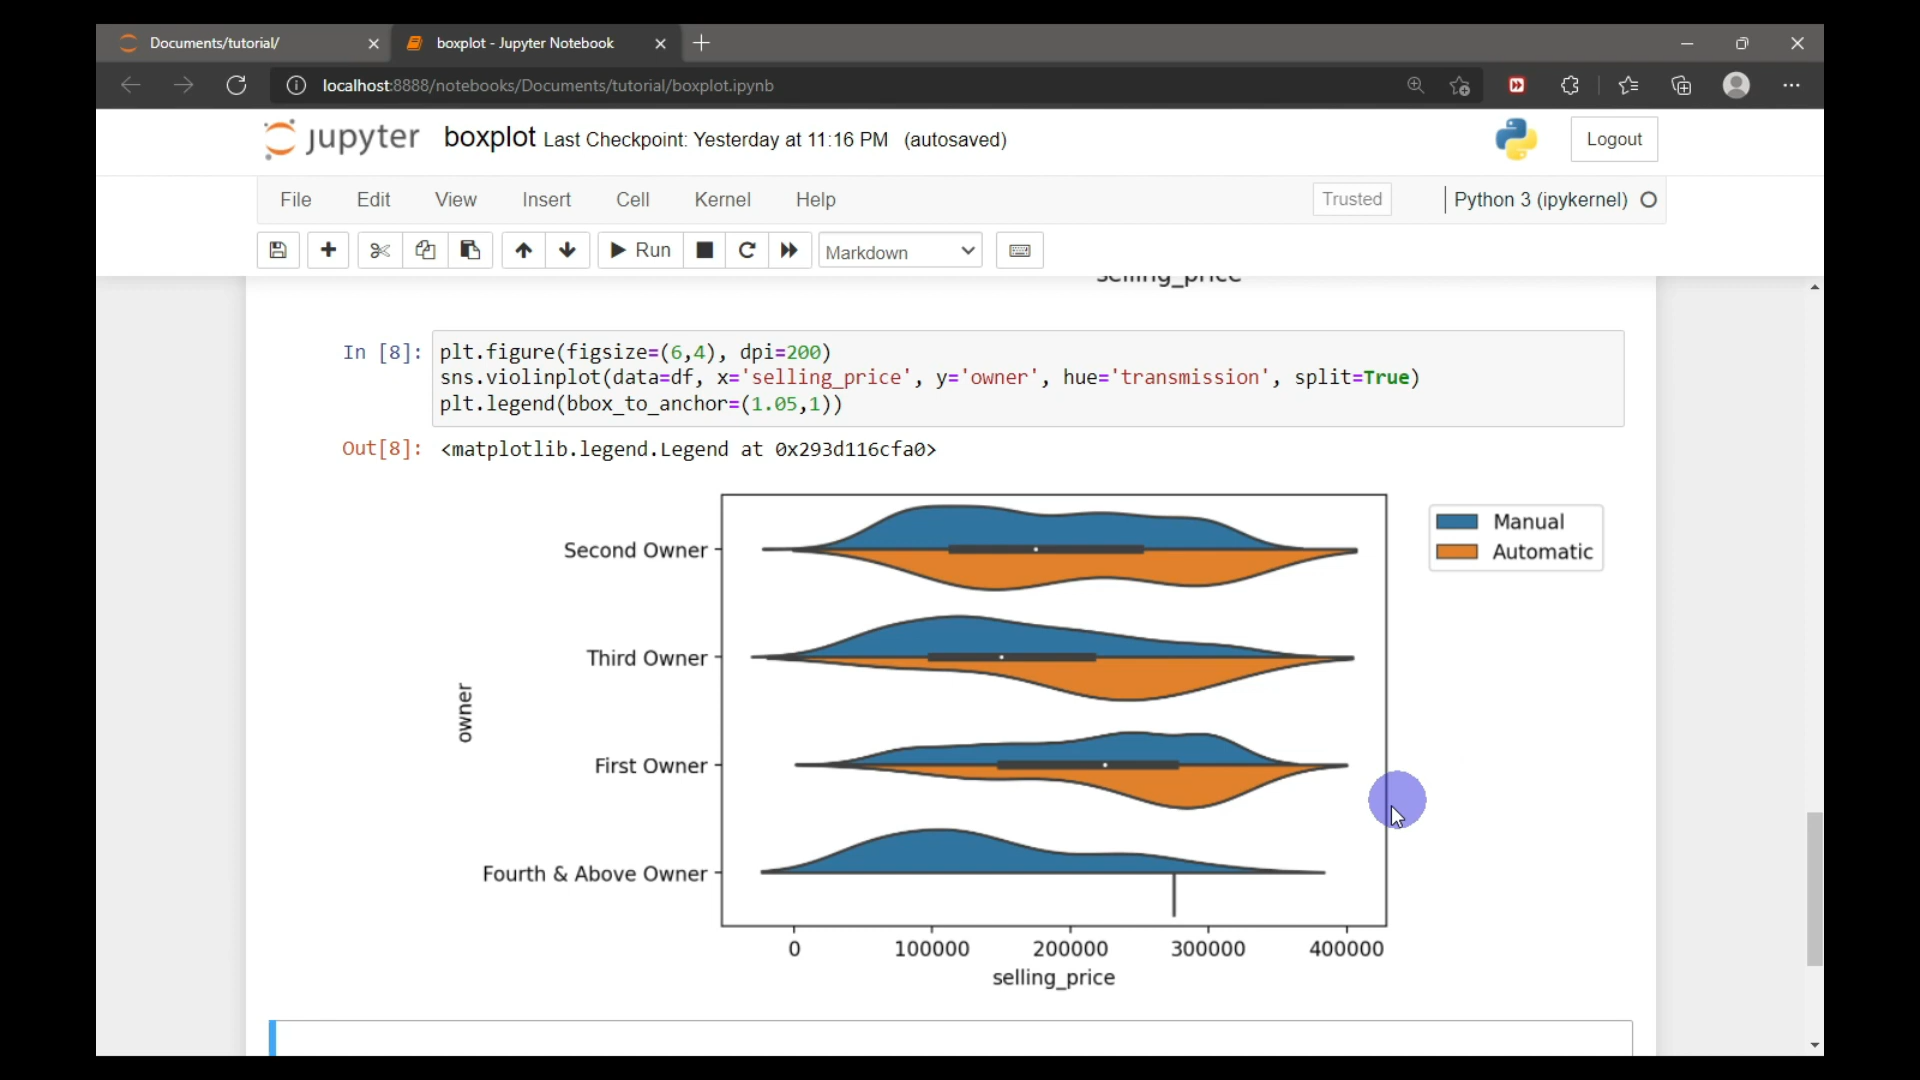 Documents/tutorial/
boxplot - Jupyter Notebook
localhost:8888/notebooks/Documents/tutorial/boxplot.ipynb
jupyter boxplot Last Checkpoint: Yesterday at 11:16 PM (autosaved)
Logout
File Edit View Insert Cell Kernel Help
Trusted
Python 3 (ipykernel)
Run
Markdown
selling_price
In [8]: plt.figure(figsize=(6,4), dpi=200)
sns.violinplot(data=df, x='selling_price', y='owner', hue='transmission', split=True)
plt.legend(bbox_to_anchor=(1.05,1))
Out[8]: <matplotlib.legend.Legend at 0x293d116cfa0>
Manual
Automatic
Second Owner
Third Owner
owner
First Owner
Fourth & Above Owner
0 100000 200000 300000 400000
selling_price